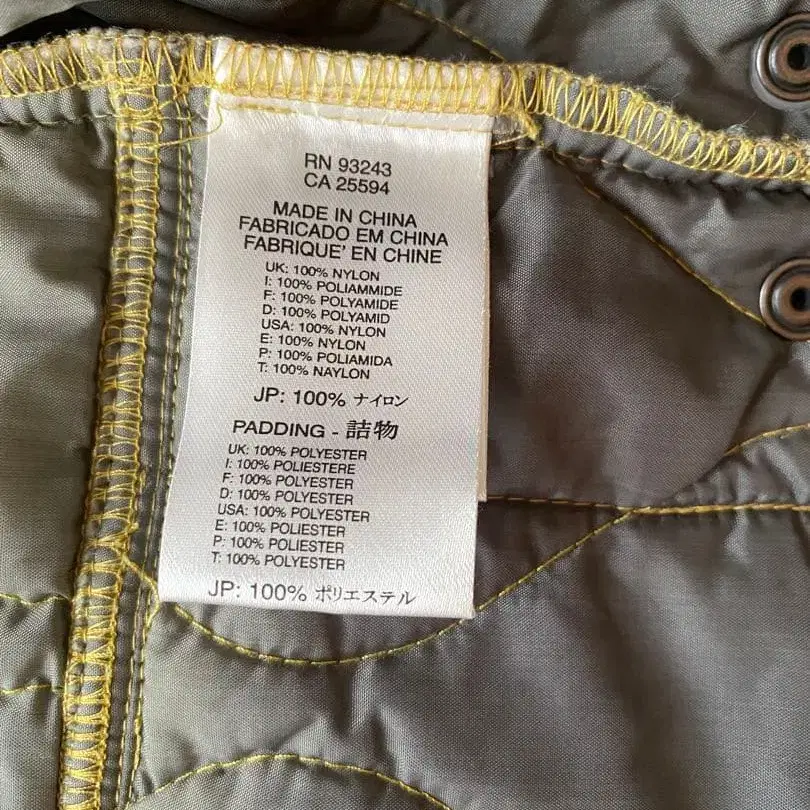 RN 93243
CA 25594
MADE IN CHINA
FABRICADO EM CHINA
FABRIQUE' EN CHINE
UK: 100% NYLON
I: 100% POLIAMMIDE
F: 100% POLYAMIDE
D: 100% POLYAMID
USA: 100% NYLON
E: 100% NYLON
P: 100% POLIAMIDA
T: 100% NAYLON
JP: 100% ナイロン
PADDING - 詰物
UK: 100% POLYESTER
I: 100% POLIESTERE
F: 100% POLYESTER
D: 100% POLYESTER
USA: 100% POLYESTER
E: 100% POLIESTER
P: 100% POLIESTER
T: 100% POLYESTER
JP: 100% ポリエステル